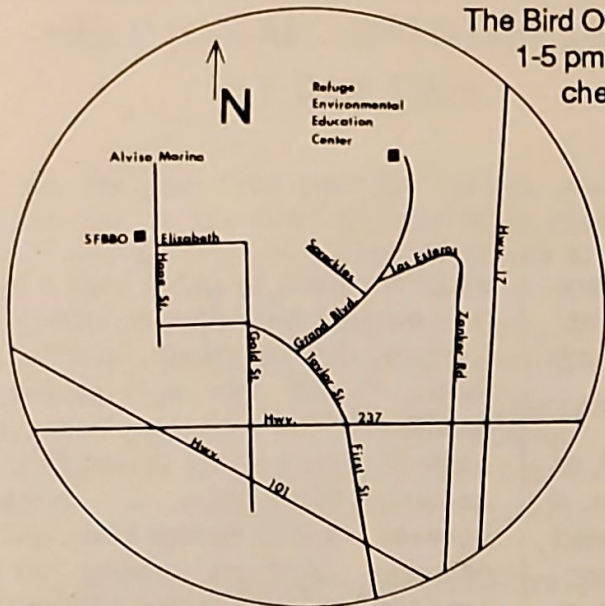 The Bird O
1-5 pm
che
N
Refuge
Environmental
Education
Center
Alviso Marina
SFBBO
Elizabeth
Hope St.
Spreckles
Los Esteros
Hwy. 17
Grand Blvd.
Zanker Rd.
Gold St.
Taylor St.
Hwy. 237
First St.
Hwy. 101